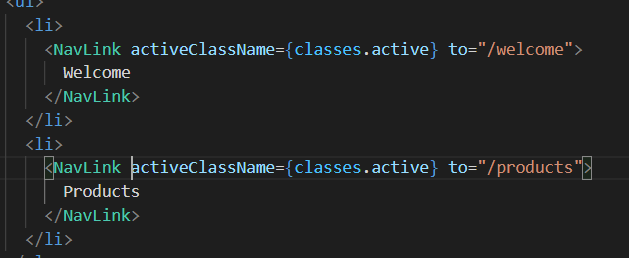 <ul>
<li>
<NavLink activeClassName={classes.active} to="/welcome">
Welcome
</NavLink>
</li>
<li>
<NavLink activeClassName={classes.active} to="/products">
Products
</NavLink>
</li>